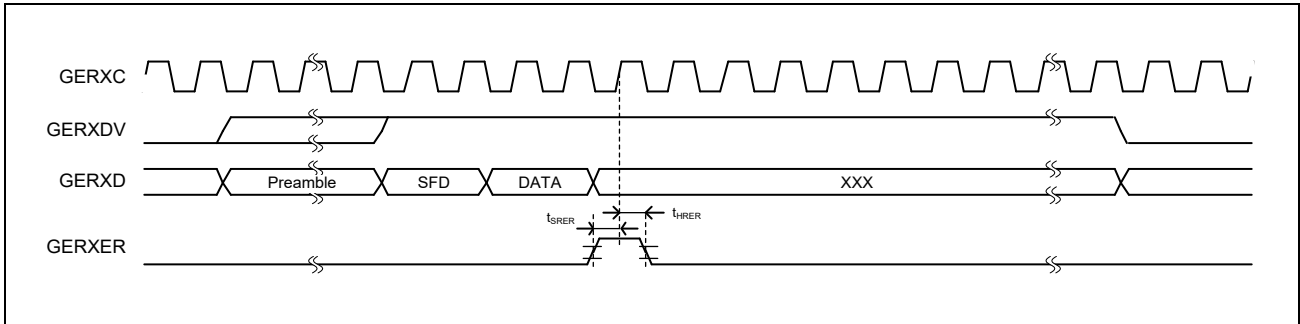 GERXC
GERXDV
GERXD Preamble SFD DATA XXX
tSRER tHRER
GERXER